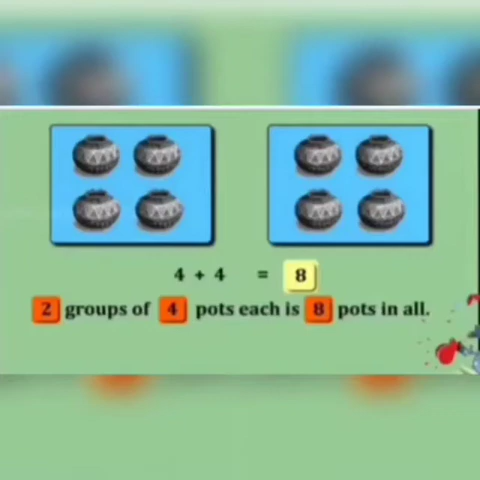 4 + 4 = 8
2 groups of 4 pots each is 8 pots in all.